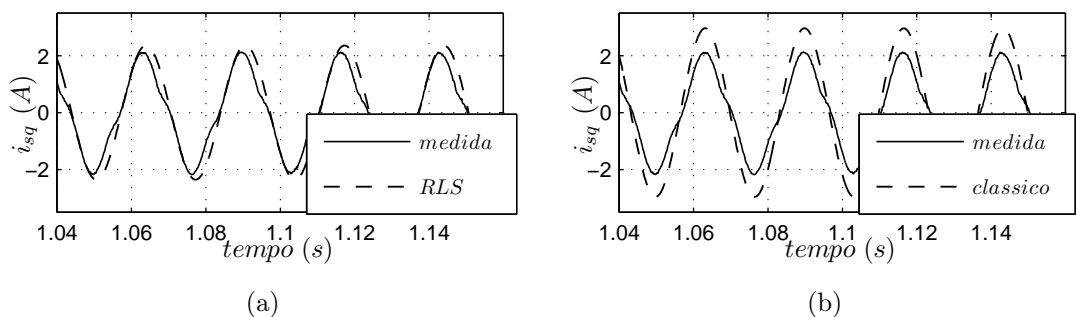 i_sq (A)
2
0
−2
medida
RLS
1.04 1.06 1.08 1.1 1.12 1.14
tempo (s)
(a)
i_sq (A)
2
0
−2
medida
classico
1.04 1.06 1.08 1.1 1.12 1.14
tempo (s)
(b)